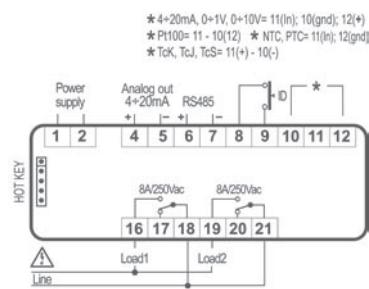 * 4÷20mA, 0÷1V, 0÷10V= 11(In); 10(gnd); 12(+)
* Pt100= 11 - 10(12) * NTC, PTC= 11(In); 12(gnd)
* TcK, TcJ, TcS= 11(+) - 10(-)
Power supply
Analog out 4÷20mA
RS485
ID
*
+ − + −
1 2 4 5 6 7 8 9 10 11 12
HOT KEY
8A/250Vac 8A/250Vac
16 17 18 19 20 21
Load1 Load2
Line